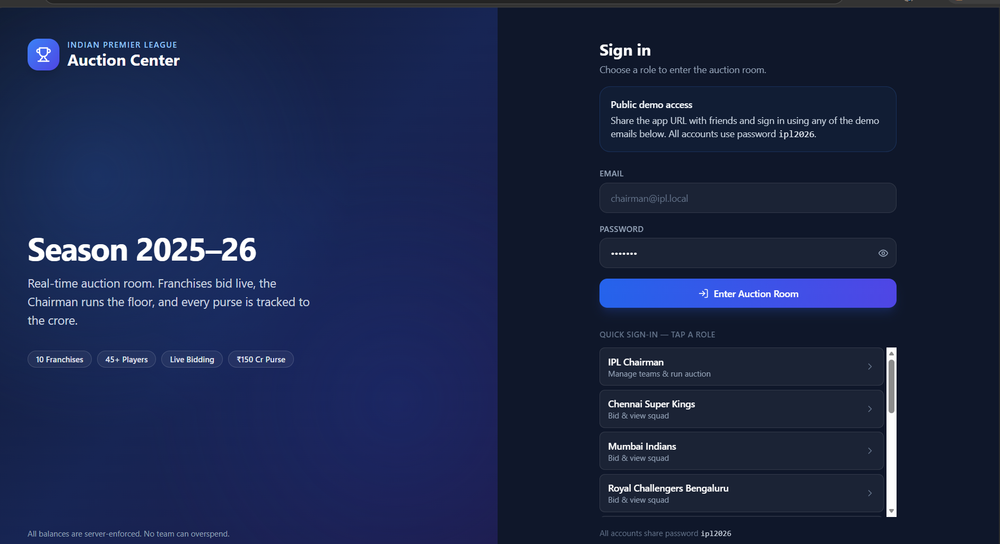 INDIAN PREMIER LEAGUE
Auction Center
Season 2025–26
Real-time auction room. Franchises bid live, the
Chairman runs the floor, and every purse is tracked to
the crore.
10 Franchises
45+ Players
Live Bidding
₹150 Cr Purse
All balances are server-enforced. No team can overspend.
Sign in
Choose a role to enter the auction room.
Public demo access
Share the app URL with friends and sign in using any of the demo
emails below. All accounts use password ipl2026.
EMAIL
chairman@ipl.local
PASSWORD
•••••••
Enter Auction Room
QUICK SIGN-IN — TAP A ROLE
IPL Chairman
Manage teams & run auction
Chennai Super Kings
Bid & view squad
Mumbai Indians
Bid & view squad
Royal Challengers Bengaluru
Bid & view squad
All accounts share password ipl2026